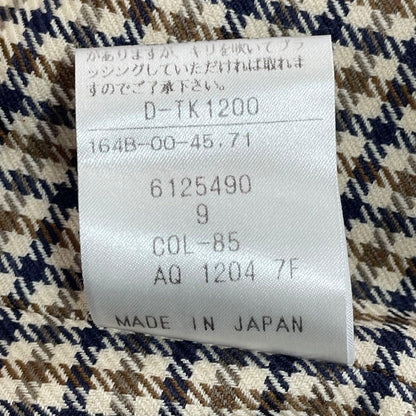 がありますが、キリを吹いてブラ
ッシングしていただければ取れま
すのでご了承下さい。
D-TK1200
164B-00-45.71
6125490
9
COL-85
AQ 1204 7F
MADE IN JAPAN